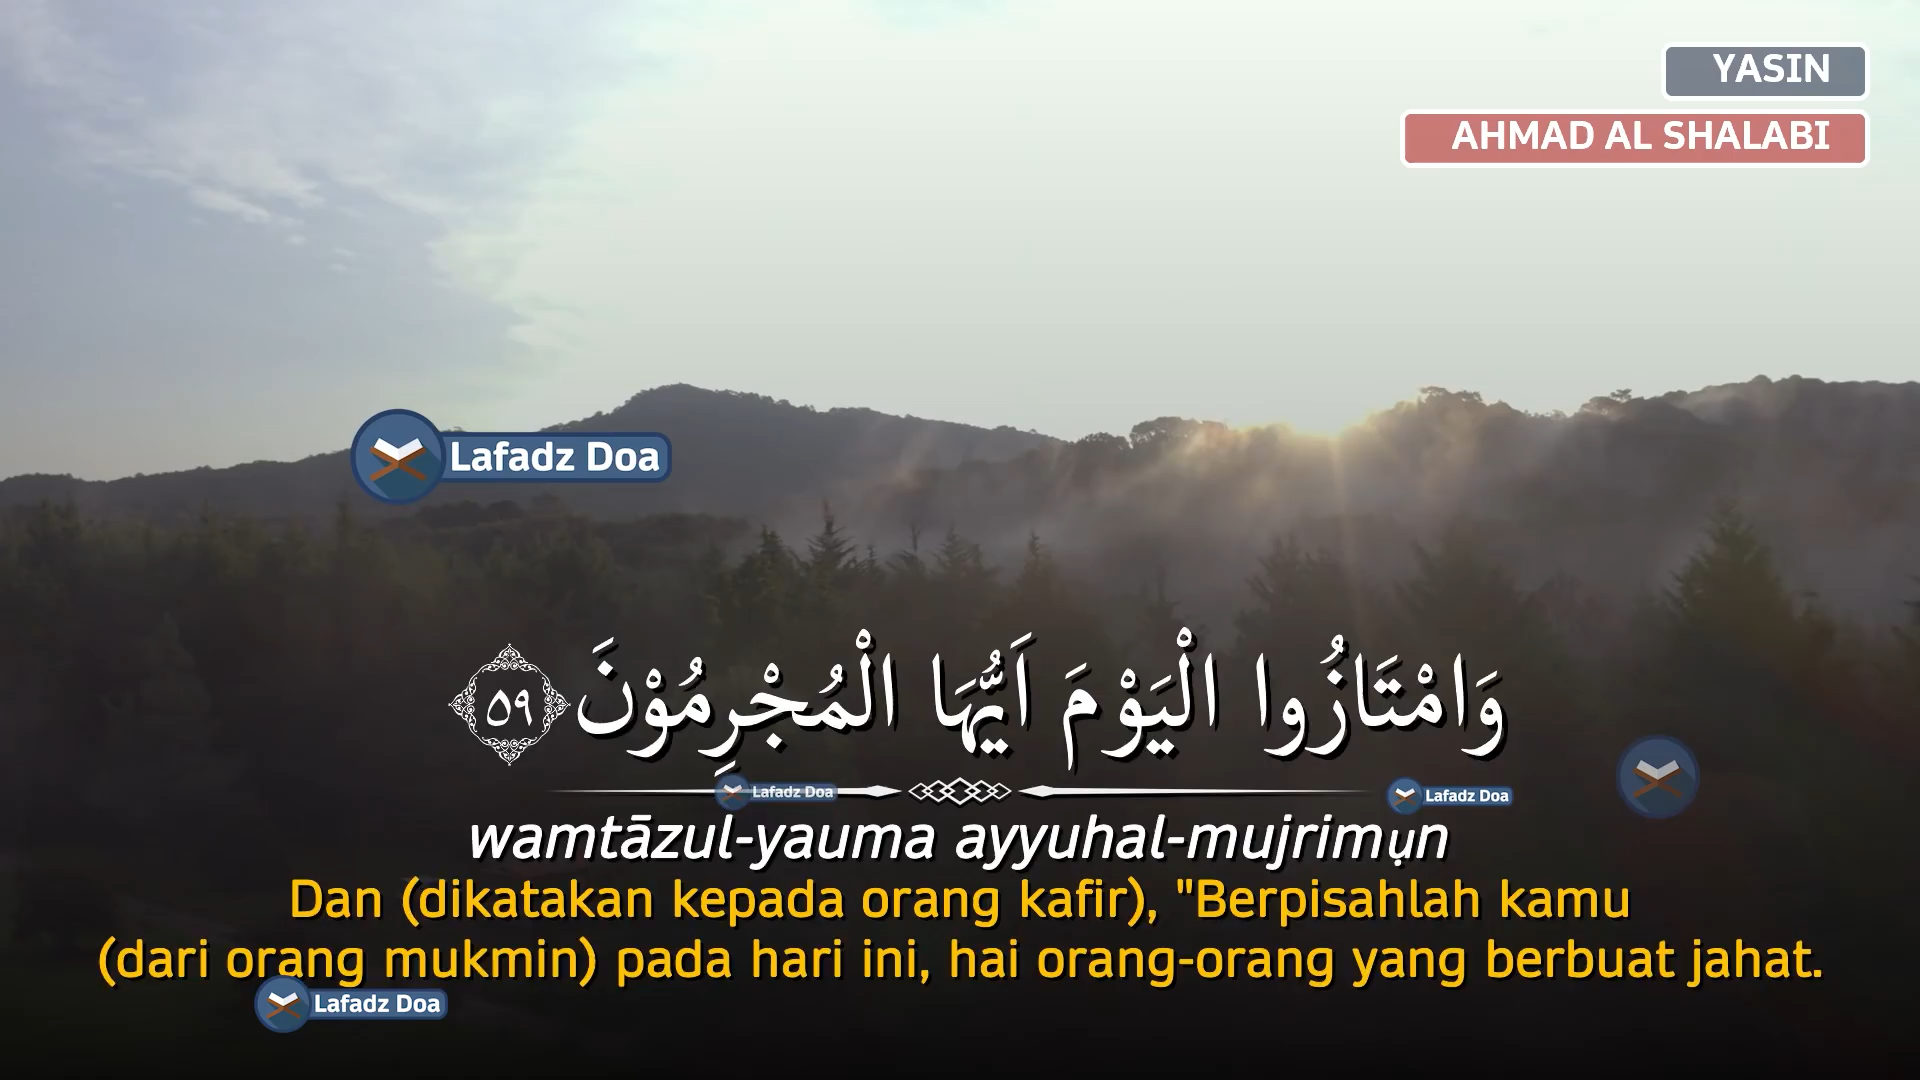 YASIN
AHMAD AL SHALABI
Lafadz Doa
وَامْتَازُوا الْيَوْمَ اَيُّهَا الْمُجْرِمُوْنَ ٥٩
Lafadz Doa
Lafadz Doa
wamtāzul-yauma ayyuhal-mujrimụn
Dan (dikatakan kepada orang kafir), "Berpisahlah kamu
(dari orang mukmin) pada hari ini, hai orang-orang yang berbuat jahat.
Lafadz Doa